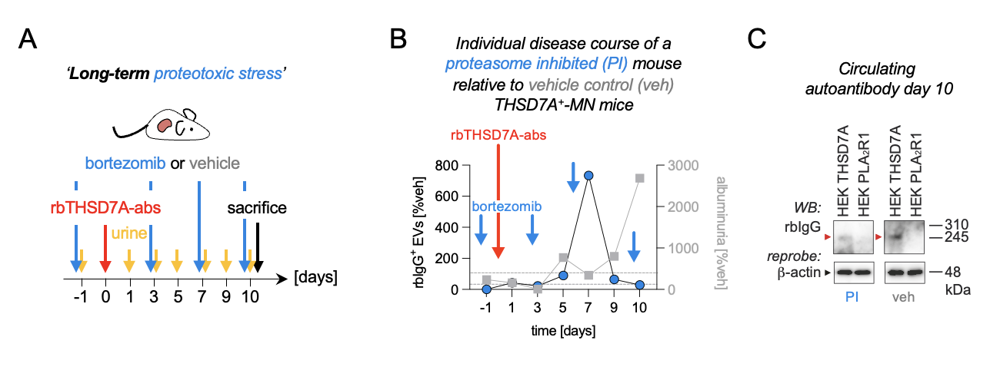 A
'Long-term proteotoxic stress'
bortezomib or vehicle
rbTHSD7A-abs
sacrifice
urine
[days]
-1 0 1 3 5 7 9 10
B
Individual disease course of a
proteasome inhibited (PI) mouse
relative to vehicle control (veh)
THSD7A⁺-MN mice
rbTHSD7A-abs
bortezomib
rbIgG⁺ EVs [%veh]
800
600
400
200
0
albuminuria [%veh]
3000
2000
1000
0
-1 1 3 5 7 9 10
time [days]
C
Circulating
autoantibody day 10
HEK THSD7A
HEK PLA₂R1
HEK THSD7A
HEK PLA₂R1
WB:
rbIgG
310
245
reprobe:
β-actin
48
kDa
PI
veh